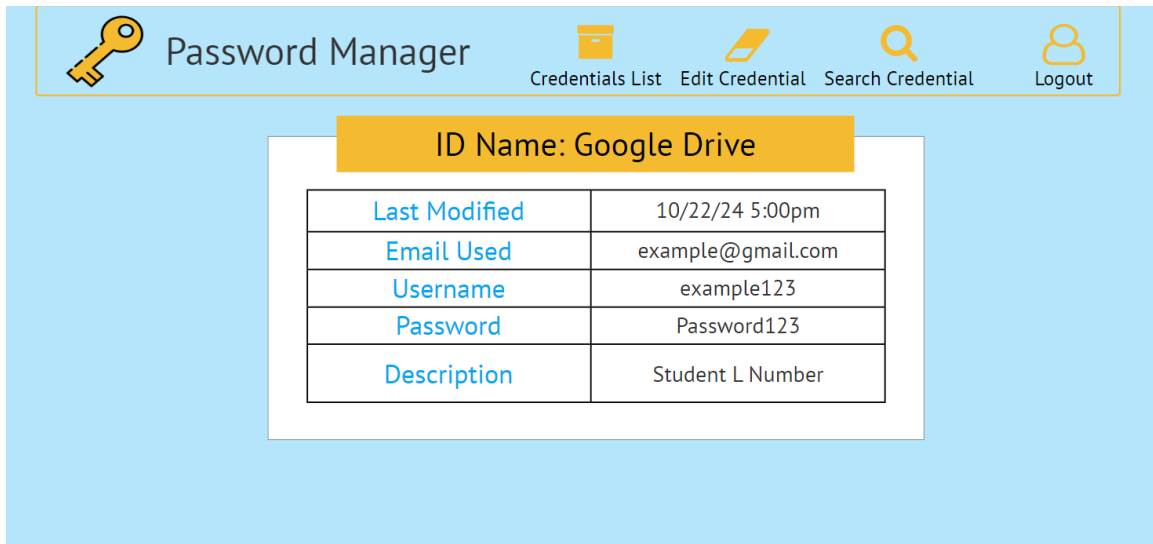 Password Manager
Credentials List Edit Credential Search Credential Logout
ID Name: Google Drive
Last Modified 10/22/24 5:00pm
Email Used example@gmail.com
Username example123
Password Password123
Description Student L Number